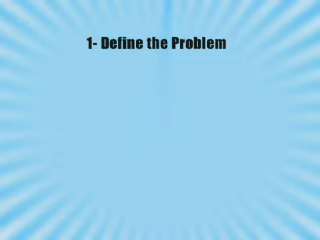 1- Define the Problem